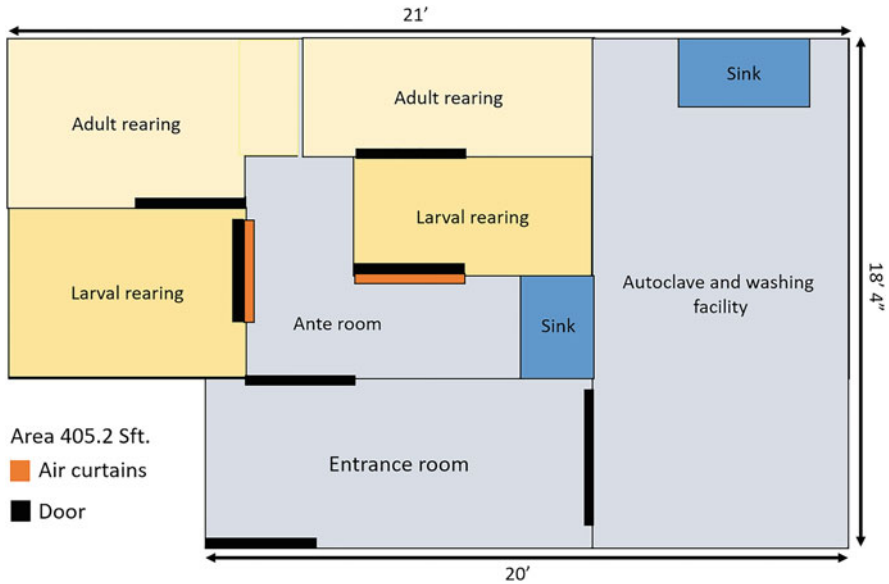 21’
Sink
Adult rearing
Adult rearing
Larval rearing
Larval rearing
Autoclave and washing
facility
18’ 4”
Ante room
Sink
Area 405.2 Sft.
Air curtains
Door
Entrance room
20’